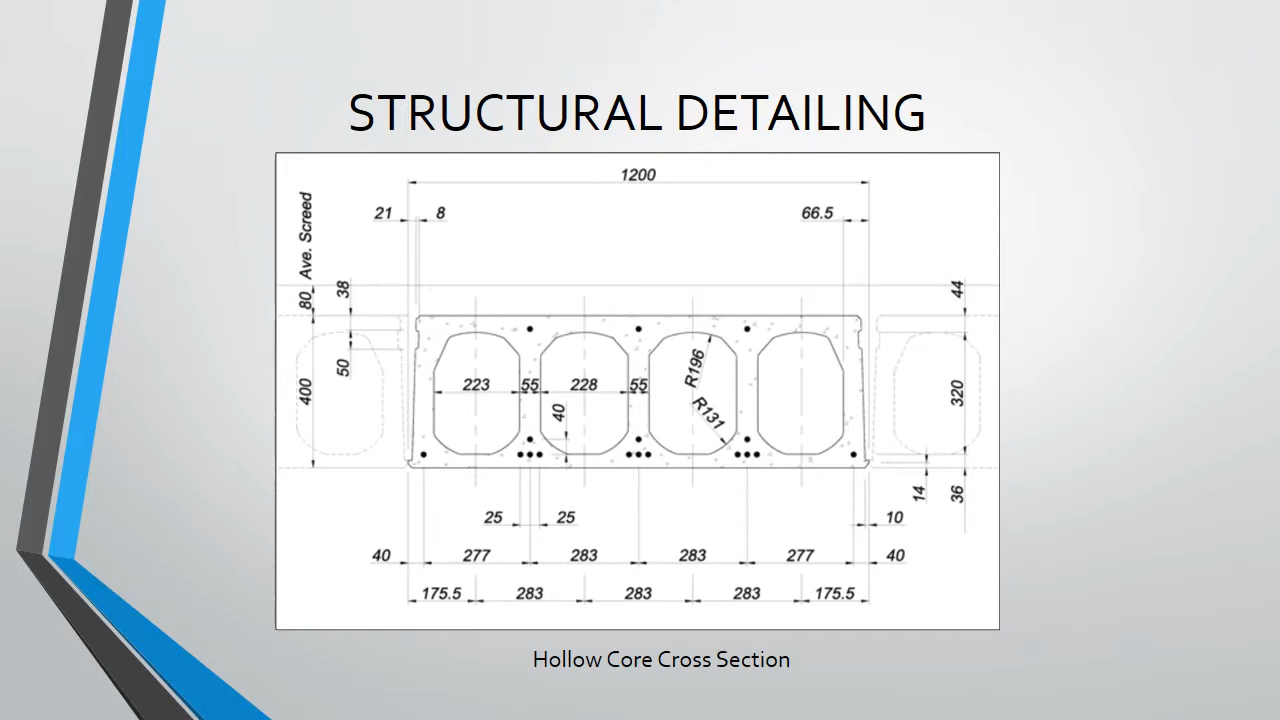 STRUCTURAL DETAILING
1200
21 8 66.5
80 Ave. Screed
38
44
50
400
223 55 228 55
R196
R131
40
320
14
36
25 25 10
40 277 283 283 277 40
175.5 283 283 283 175.5
Hollow Core Cross Section